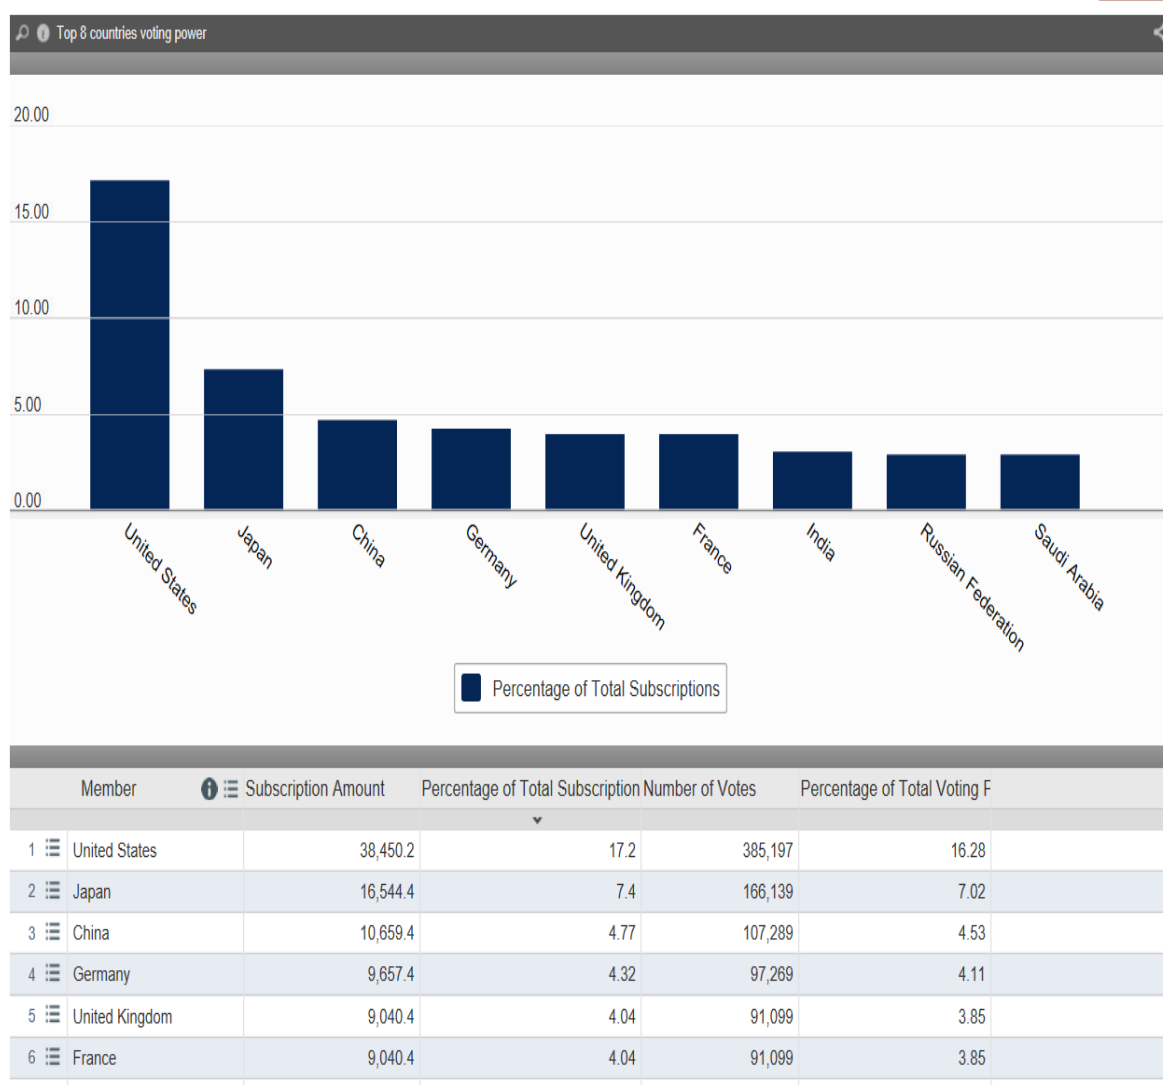 Top 8 countries voting power
20.00
15.00
10.00
5.00
0.00
United States
Japan
China
Germany
United Kingdom
France
India
Russian Federation
Saudi Arabia
Percentage of Total Subscriptions
Member Subscription Amount Percentage of Total Subscription Number of Votes Percentage of Total Voting P
1 United States 38,450.2 17.2 385,197 16.28
2 Japan 16,544.4 7.4 166,139 7.02
3 China 10,659.4 4.77 107,289 4.53
4 Germany 9,657.4 4.32 97,269 4.11
5 United Kingdom 9,040.4 4.04 91,099 3.85
6 France 9,040.4 4.04 91,099 3.85